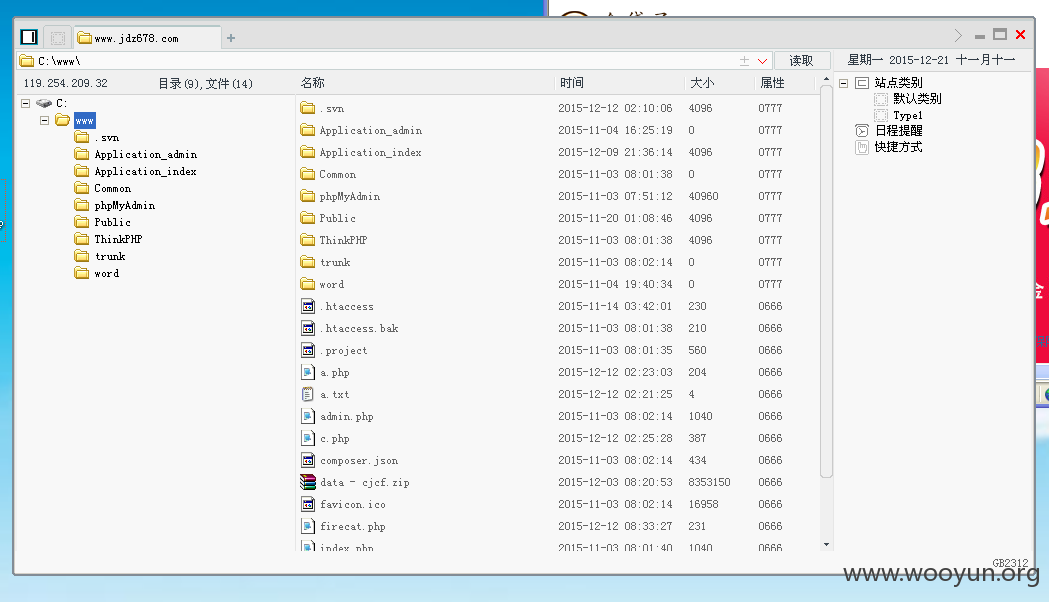 www.jdz678.com
C:\www\
读取
星期一 2015-12-21 十一月十一
119.254.209.32 目录(9),文件(14)
名称 时间 大小 属性
C:
www
.svn
Application_admin
Application_index
Common
phpMyAdmin
Public
ThinkPHP
trunk
word
.svn 2015-12-12 02:10:06 4096 0777
Application_admin 2015-11-04 16:25:19 0 0777
Application_index 2015-12-09 21:36:14 4096 0777
Common 2015-11-03 08:01:38 0 0777
phpMyAdmin 2015-11-03 07:51:12 40960 0777
Public 2015-11-20 01:08:46 4096 0777
ThinkPHP 2015-11-03 08:01:38 4096 0777
trunk 2015-11-03 08:02:14 0 0777
word 2015-11-04 19:40:34 0 0777
.htaccess 2015-11-14 03:42:01 230 0666
.htaccess.bak 2015-11-03 08:01:38 210 0666
.project 2015-11-03 08:01:35 560 0666
a.php 2015-12-12 02:23:03 204 0666
a.txt 2015-12-12 02:21:25 4 0666
admin.php 2015-11-03 08:02:14 1040 0666
c.php 2015-12-12 02:25:28 387 0666
composer.json 2015-11-03 08:02:14 434 0666
data - cjcf.zip 2015-12-03 08:20:53 8353150 0666
favicon.ico 2015-11-03 08:02:14 16958 0666
firecat.php 2015-12-12 08:33:27 231 0666
index.php 2015-11-03 08:01:40 1040 0666
站点类别
默认类别
Type1
日程提醒
快捷方式
GB2312
www.wooyun.org